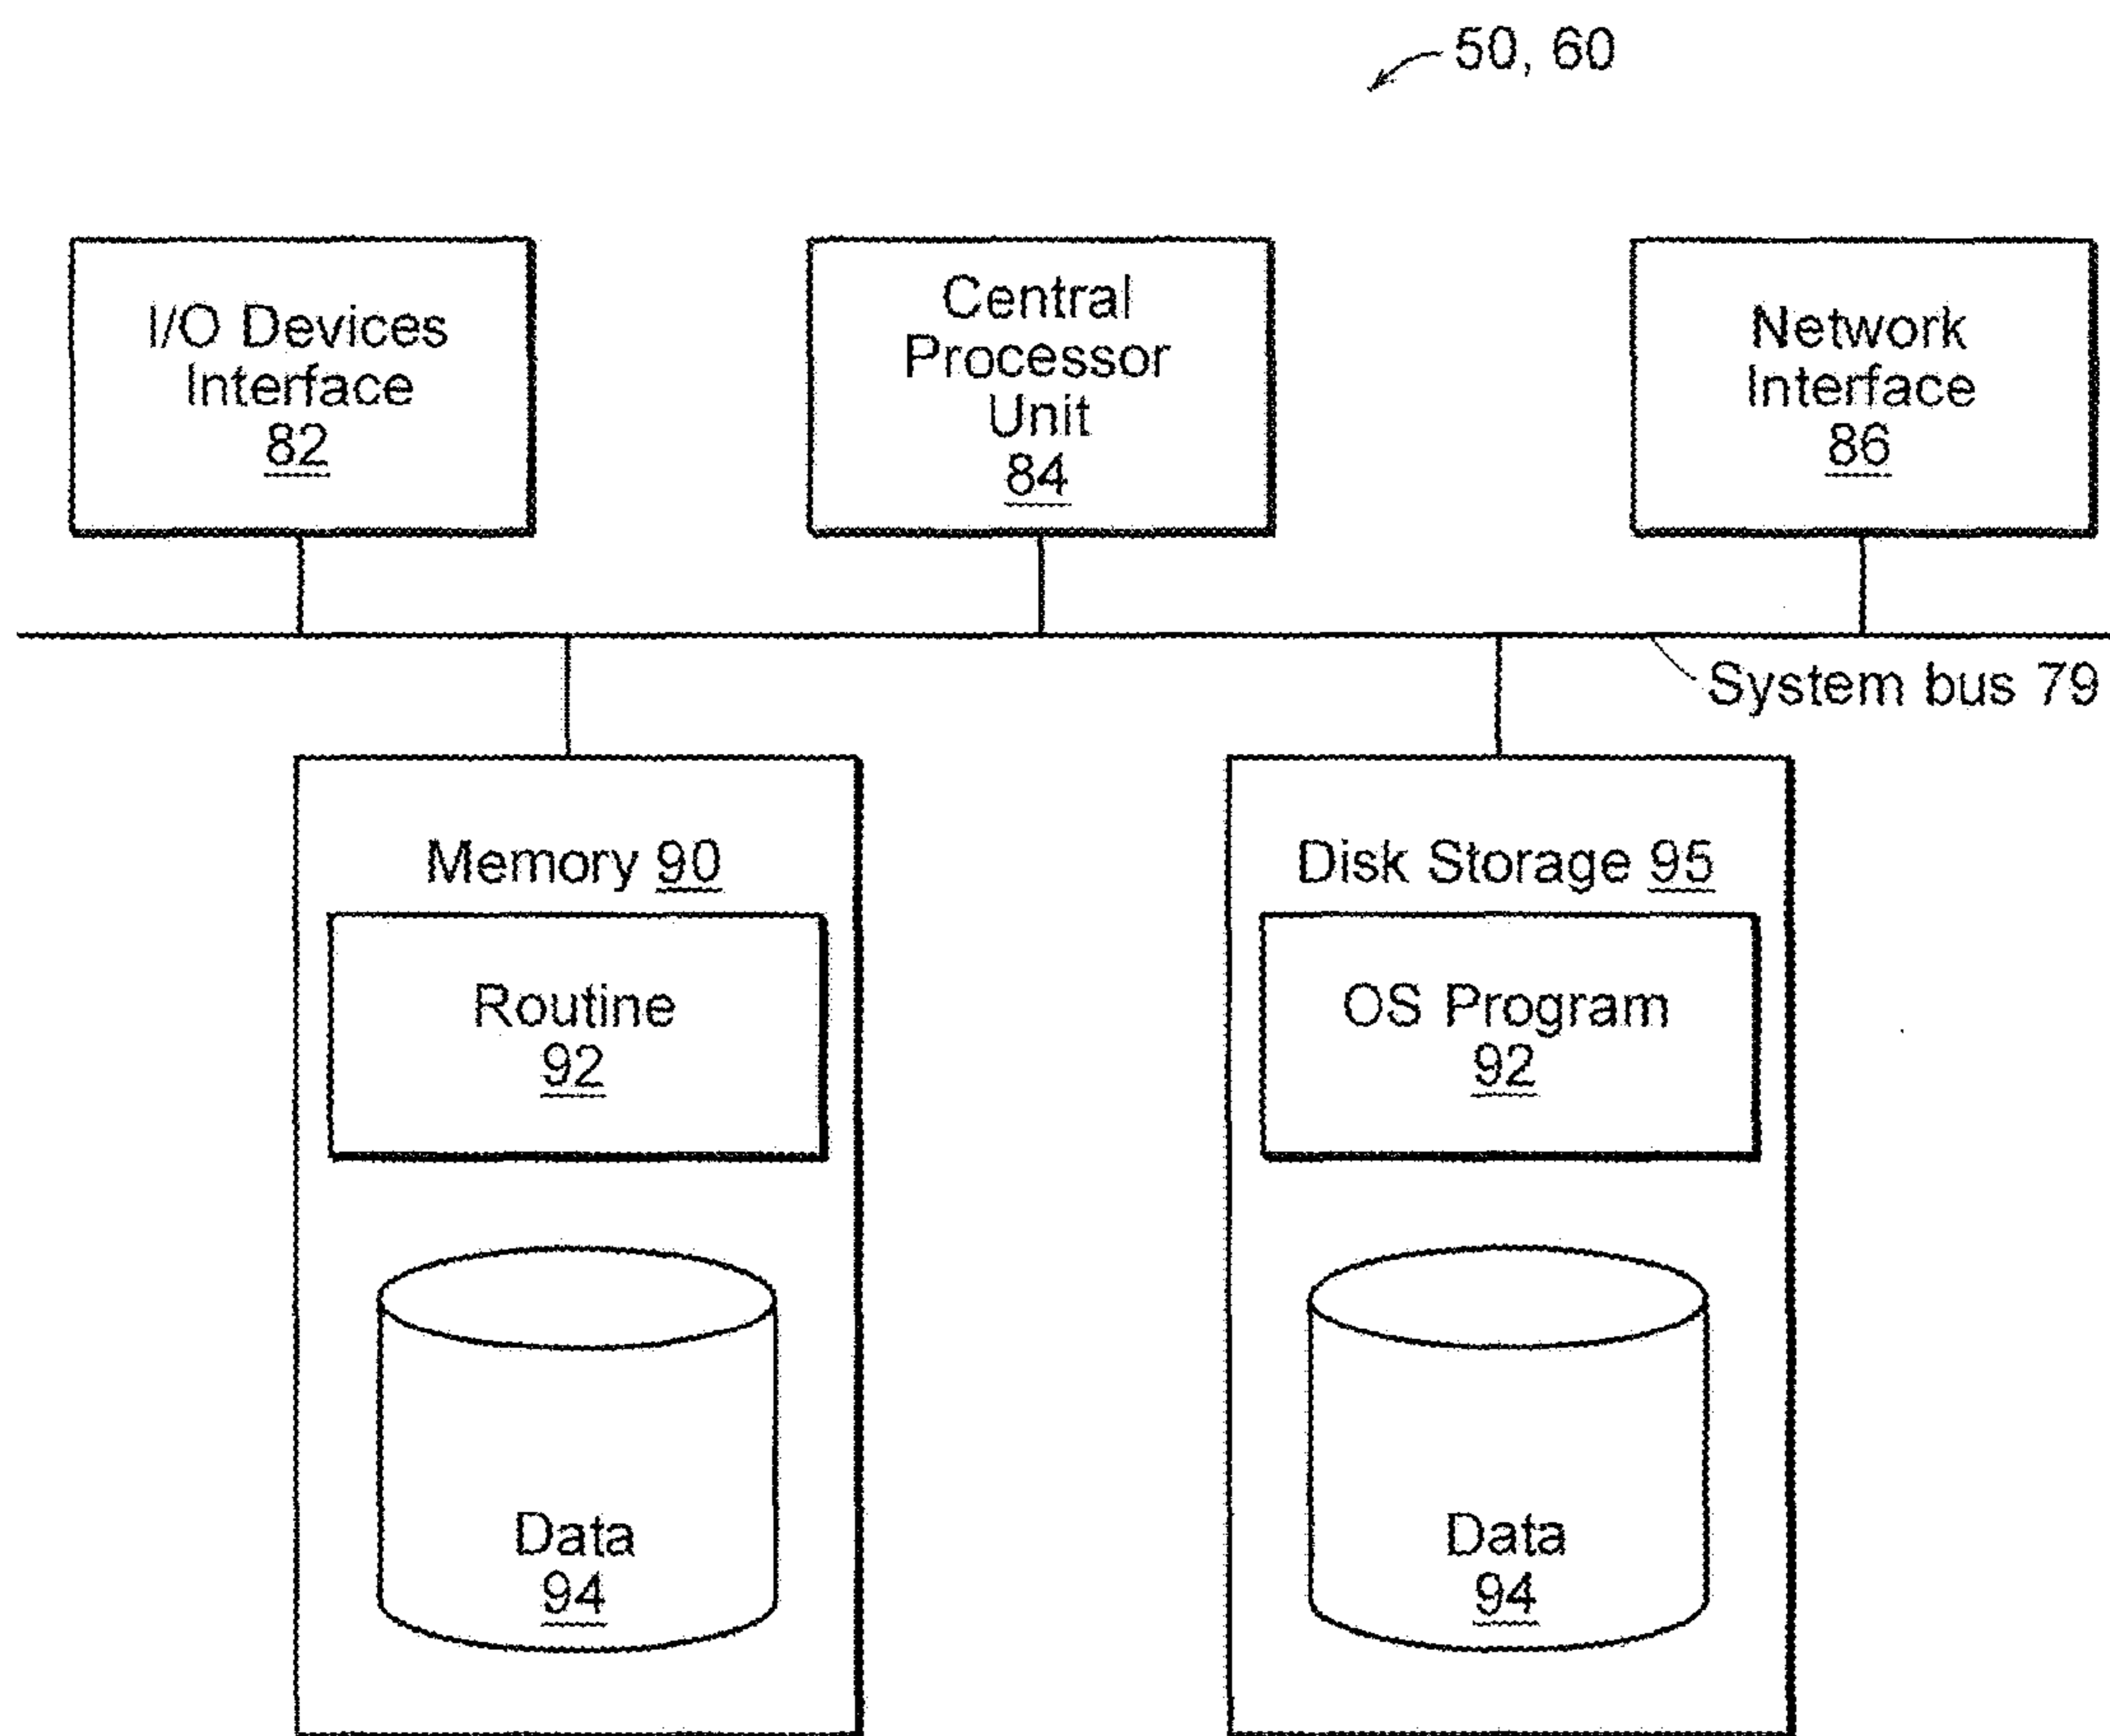 50, 60
I/O Devices
Interface
82
Central
Processor
Unit
84
Network
Interface
86
System bus 79
Memory 90
Routine
92
Data
94
Disk Storage 95
OS Program
92
Data
94